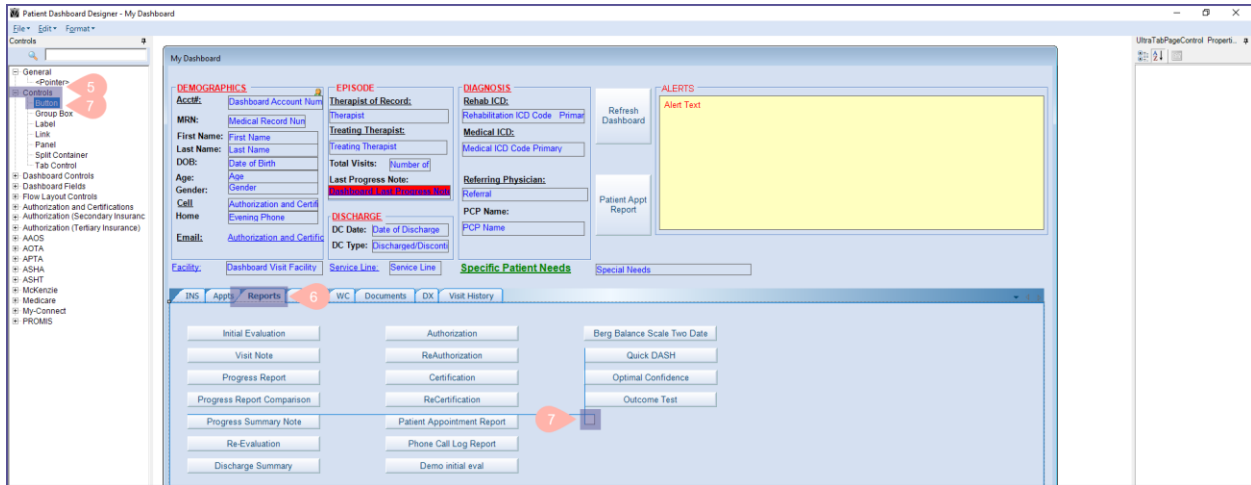 Patient Dashboard Designer - My Dashboard
File Edit Format
Controls
General
<Pointer>
5
Controls
Button
7
Group Box
Label
Link
Panel
Split Container
Tab Control
Dashboard Controls
Dashboard Fields
Flow Layout Controls
Authorization and Certifications
Authorization (Secondary Insuranc
Authorization (Tertiary Insurance)
AAOS
AOTA
APTA
ASHA
ASHT
McKenzie
Medicare
My-Connect
PROMIS
My Dashboard
DEMOGRAPHICS
Acct#: Dashboard Account Num
MRN: Medical Record Nun
First Name: First Name
Last Name: Last Name
DOB: Date of Birth
Age: Age
Gender: Gender
Cell Authorization and Certifi
Home Evening Phone
Email: Authorization and Certific
Facility: Dashboard Visit Facility
EPISODE
Therapist of Record:
Therapist
Treating Therapist:
Treating Therapist
Total Visits: Number of
Last Progress Note:
Dashboard Last Progress Note
DISCHARGE
DC Date: Date of Discharge
DC Type: Discharged/Disconti
Service Line: Service Line
DIAGNOSIS
Rehab ICD:
Rehabilitation ICD Code Primar
Medical ICD:
Medical ICD Code Primary
Referring Physician:
Referral
PCP Name:
PCP Name
Specific Patient Needs
Special Needs
Refresh
Dashboard
Patient Appt
Report
ALERTS
Alert Text
INS Appts Reports 6 WC Documents DX Visit History
Initial Evaluation Authorization Berg Balance Scale Two Date
Visit Note ReAuthorization Quick DASH
Progress Report Certification Optimal Confidence
Progress Report Comparison ReCertification Outcome Test
Progress Summary Note Patient Appointment Report 7
Re-Evaluation Phone Call Log Report
Discharge Summary Demo initial eval
UltraTabPageControl Properti..